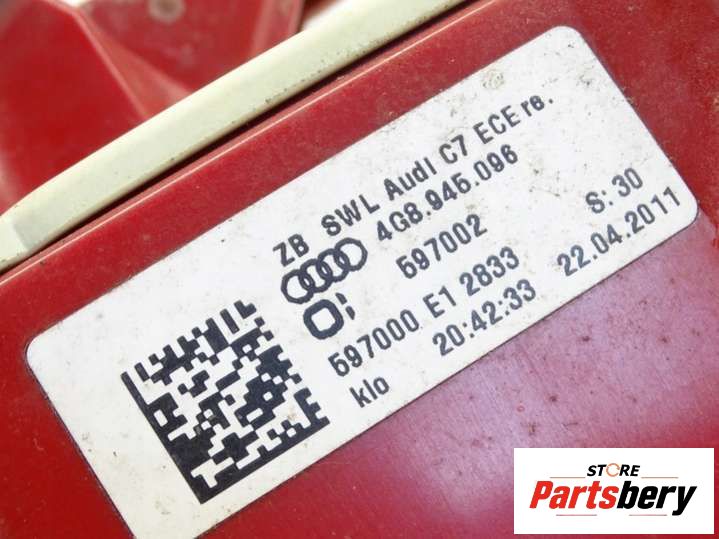 ZB SWL Audi C7 ECE re.
4G8.945.096
597002
S: 30
597000 E1 2833
22.04.2011
klo 20:42:33
STORE
Partsbery